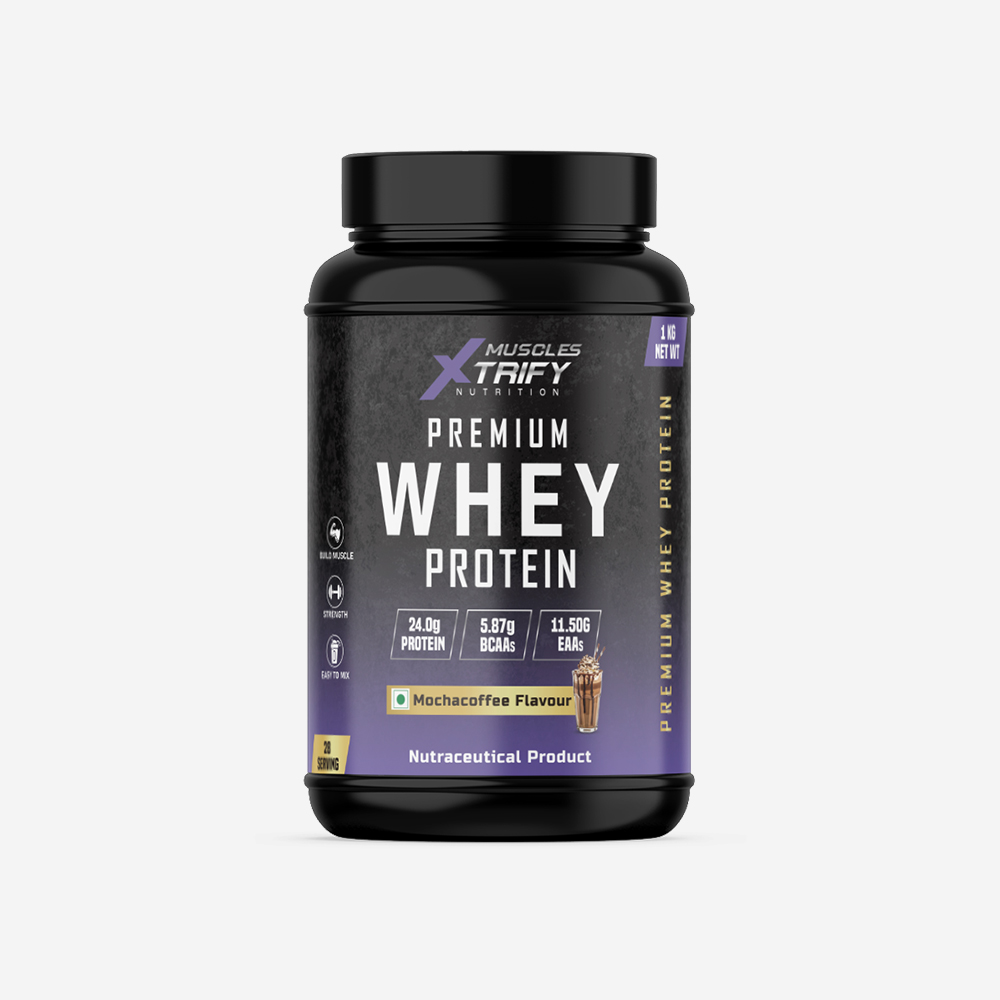 MUSCLES
XTRIFY
NUTRITION
1 KG
NET WT
PREMIUM
WHEY
PROTEIN
PREMIUM WHEY PROTEIN
BUILD MUSCLE
STRENGTH
EASY TO MIX
24.0g
PROTEIN
5.87g
BCAAs
11.50G
EAAs
Mochacoffee Flavour
28
SERVING
Nutraceutical Product